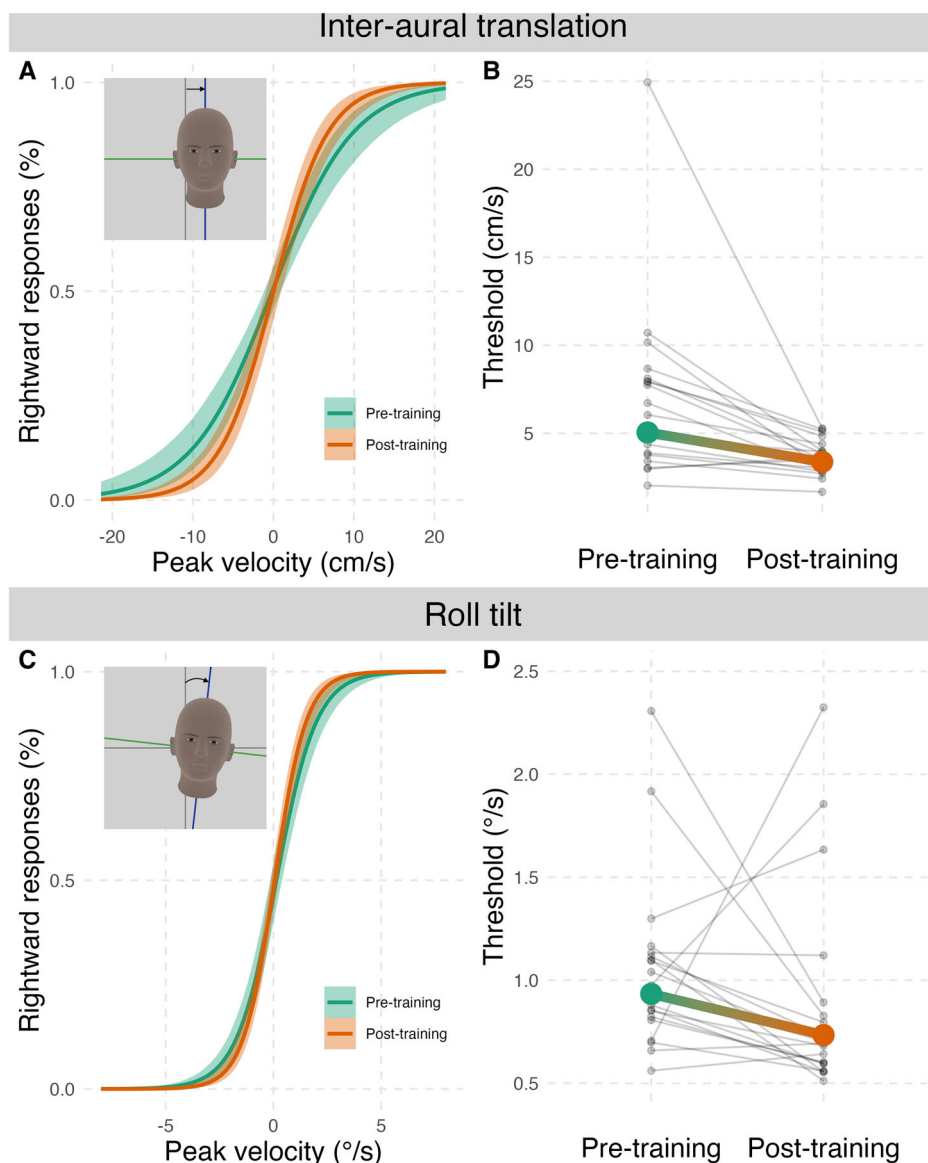 Inter-aural translation
A
Rightward responses (%)
1.0
0.5
0.0
Pre-training
Post-training
-20 -10 0 10 20
Peak velocity (cm/s)
B
Threshold (cm/s)
25
20
15
10
5
Pre-training Post-training
Roll tilt
C
Rightward responses (%)
1.0
0.5
0.0
Pre-training
Post-training
-5 0 5
Peak velocity (°/s)
D
Threshold (°/s)
2.5
2.0
1.5
1.0
0.5
Pre-training Post-training